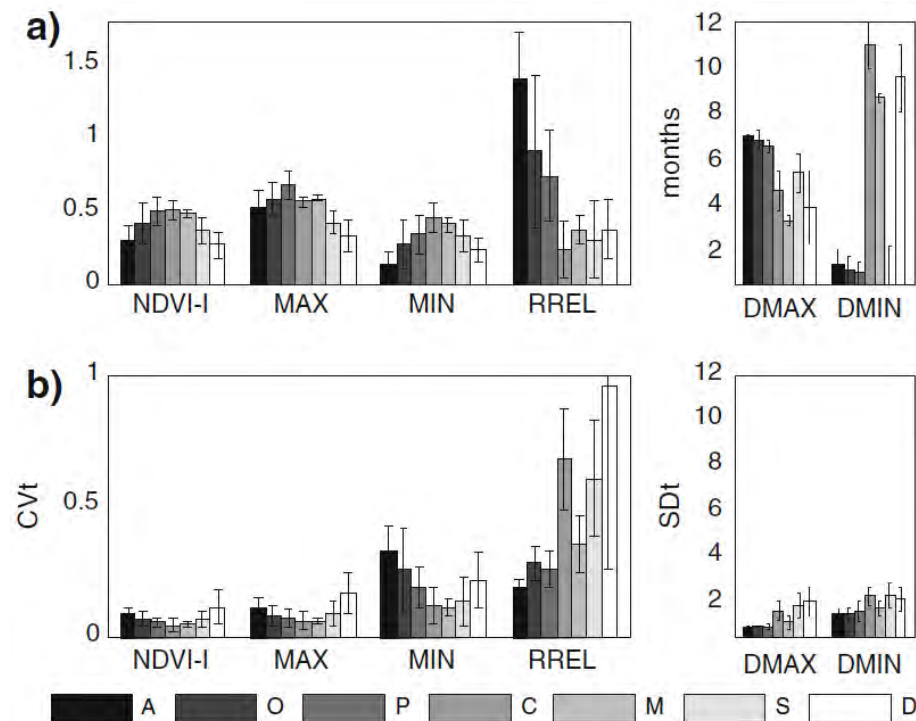 a)
1.5
1
0.5
0
NDVI-I MAX MIN RREL
months
12
10
8
6
4
2
DMAX DMIN
b)
CVt
1
0.5
0
NDVI-I MAX MIN RREL
SDt
12
10
8
6
4
2
DMAX DMIN
A O P C M S D